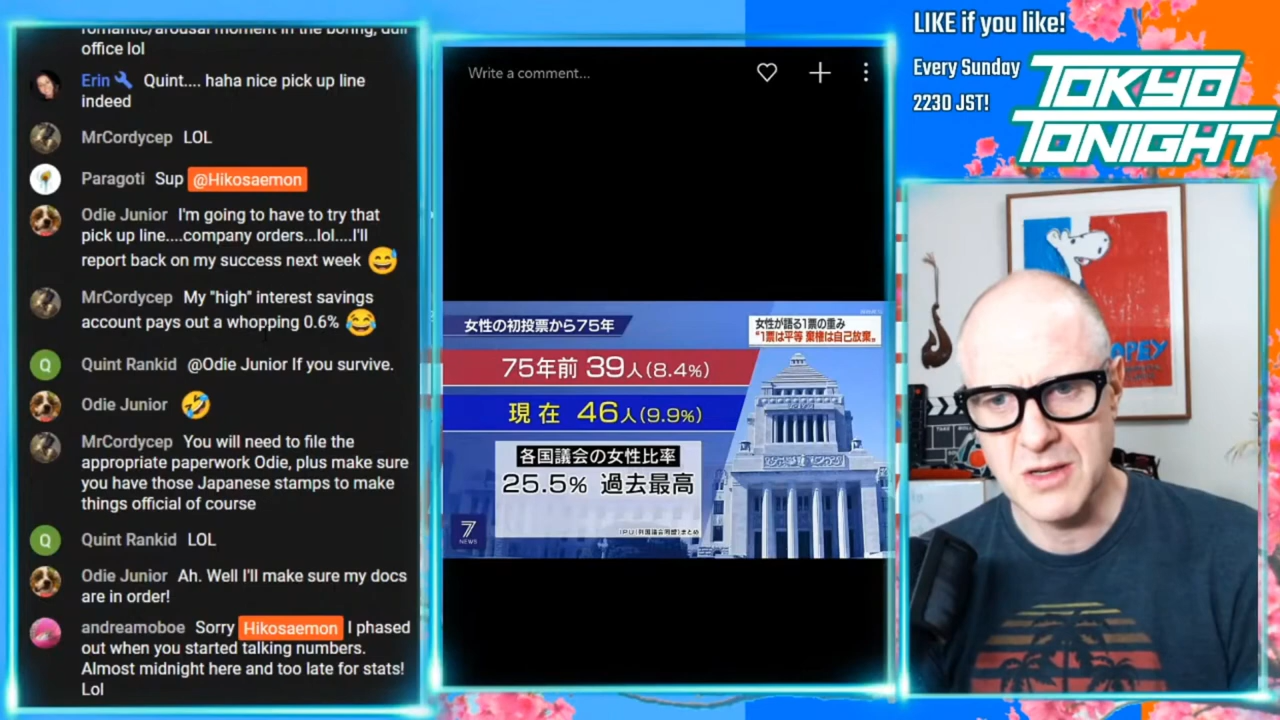 romantic/arousal moment in the boring, dull
office lol
Erin Quint.... haha nice pick up line
indeed
MrCordycep LOL
Paragoti Sup @Hikosaemon
Odie Junior I'm going to have to try that
pick up line....company orders...lol....I'll
report back on my success next week 😅
MrCordycep My "high" interest savings
account pays out a whopping 0.6% 😂
Q
Quint Rankid @Odie Junior If you survive.
Odie Junior 🤣
MrCordycep You will need to file the
appropriate paperwork Odie, plus make sure
you have those Japanese stamps to make
things official of course
Q
Quint Rankid LOL
Odie Junior Ah. Well I'll make sure my docs
are in order!
andreamoboe Sorry Hikosaemon I phased
out when you started talking numbers.
Almost midnight here and too late for stats!
Lol
Write a comment...
女性の初投票から75年
女性が語る1票の重み
"1票は平等 棄権は自己放棄"
75年前 39人(8.4%)
現在 46人(9.9%)
各国議会の女性比率
25.5% 過去最高
7
NEWS
LIKE if you like!
Every Sunday
2230 JST!
TOKYO
TONIGHT